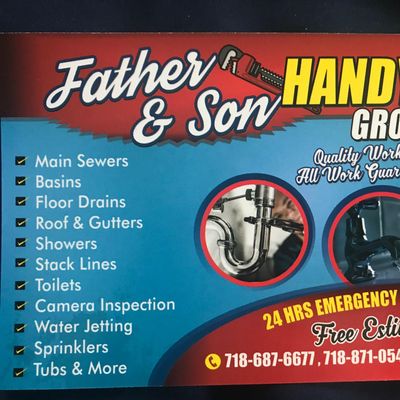 Father
& Son
HANDY
GRO
Quality Work
All Work Guar
Main Sewers
Basins
Floor Drains
Roof & Gutters
Showers
Stack Lines
Toilets
Camera Inspection
Water Jetting
Sprinklers
Tubs & More
24 HRS EMERGENCY
Free Esti
718-687-6677 , 718-871-054